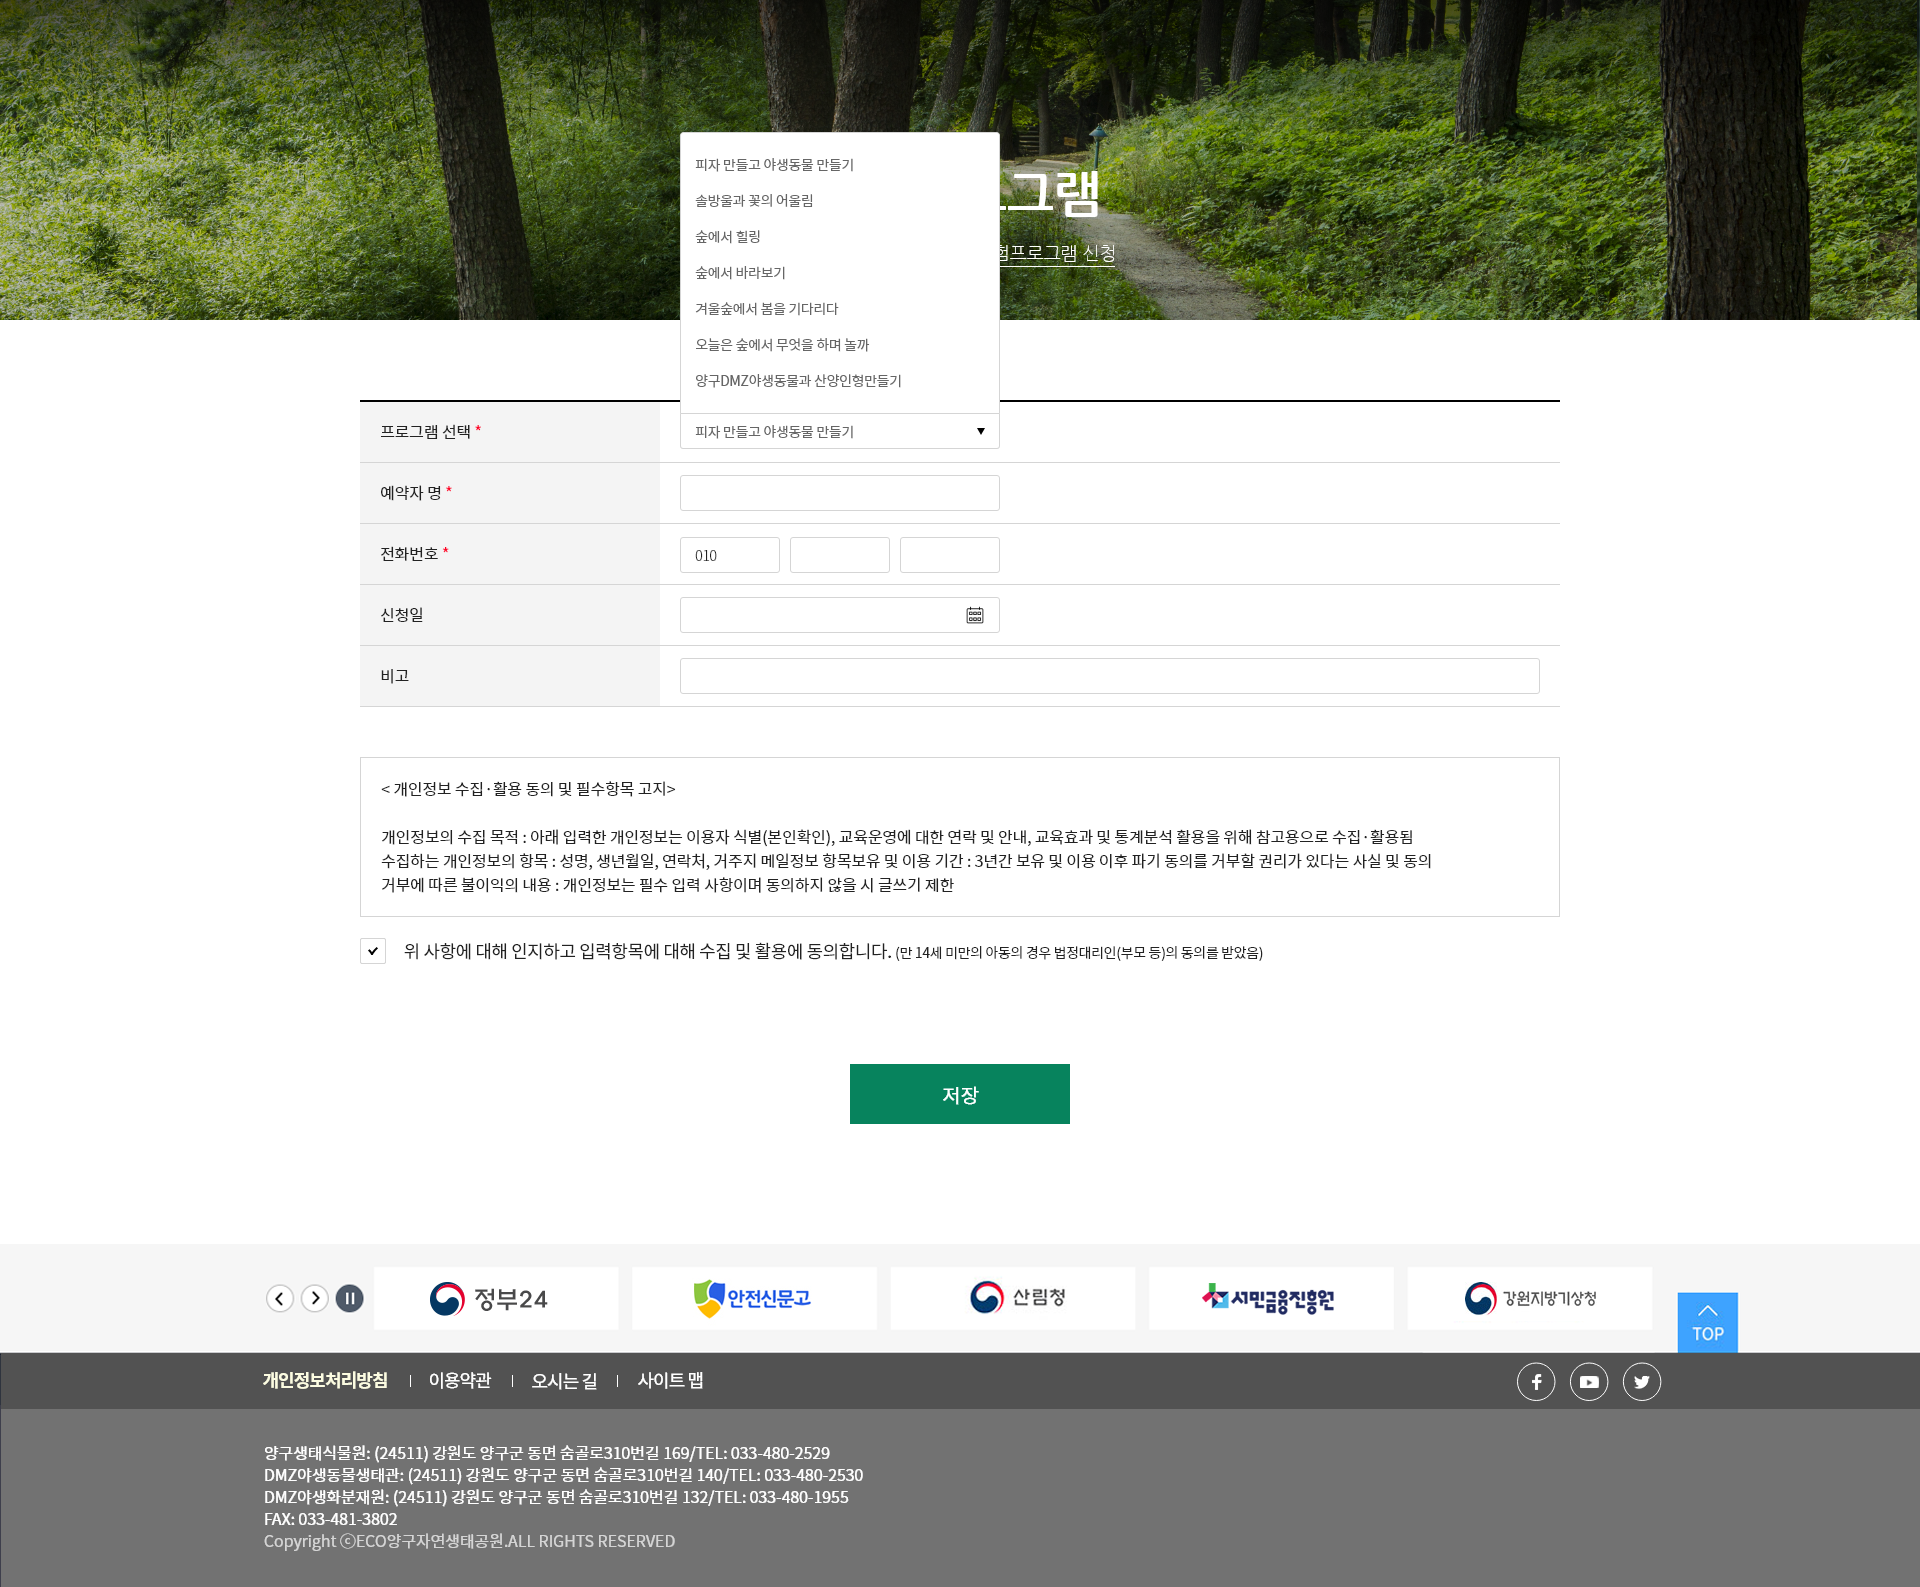 피자 만들고 야생동물 만들기
솔방울과 꽃의 어울림
숲에서 힐링
숲에서 바라보기
겨울숲에서 봄을 기다리다
오늘은 숲에서 무엇을 하며 놀까
양구DMZ야생동물과 산양인형만들기
그램
험프로그램 신청
프로그램 선택 *
피자 만들고 야생동물 만들기
예약자 명 *
전화번호 *
010
신청일
비고
< 개인정보 수집·활용 동의 및 필수항목 고지>
개인정보의 수집 목적 : 아래 입력한 개인정보는 이용자 식별(본인확인), 교육운영에 대한 연락 및 안내, 교육효과 및 통계분석 활용을 위해 참고용으로 수집·활용됨
수집하는 개인정보의 항목 : 성명, 생년월일, 연락처, 거주지 메일정보 항목보유 및 이용 기간 : 3년간 보유 및 이용 이후 파기 동의를 거부할 권리가 있다는 사실 및 동의
거부에 따른 불이익의 내용 : 개인정보는 필수 입력 사항이며 동의하지 않을 시 글쓰기 제한
위 사항에 대해 인지하고 입력항목에 대해 수집 및 활용에 동의합니다. (만 14세 미만의 아동의 경우 법정대리인(부모 등)의 동의를 받았음)
저장
정부24
안전신문고
산림청
서민금융진흥원
강원지방기상청
TOP
개인정보처리방침
이용약관
오시는 길
사이트 맵
양구생태식물원: (24511) 강원도 양구군 동면 숨골로310번길 169/TEL: 033-480-2529
DMZ야생동물생태관: (24511) 강원도 양구군 동면 숨골로310번길 140/TEL: 033-480-2530
DMZ야생화분재원: (24511) 강원도 양구군 동면 숨골로310번길 132/TEL: 033-480-1955
FAX: 033-481-3802
Copyright ⓒECO양구자연생태공원.ALL RIGHTS RESERVED